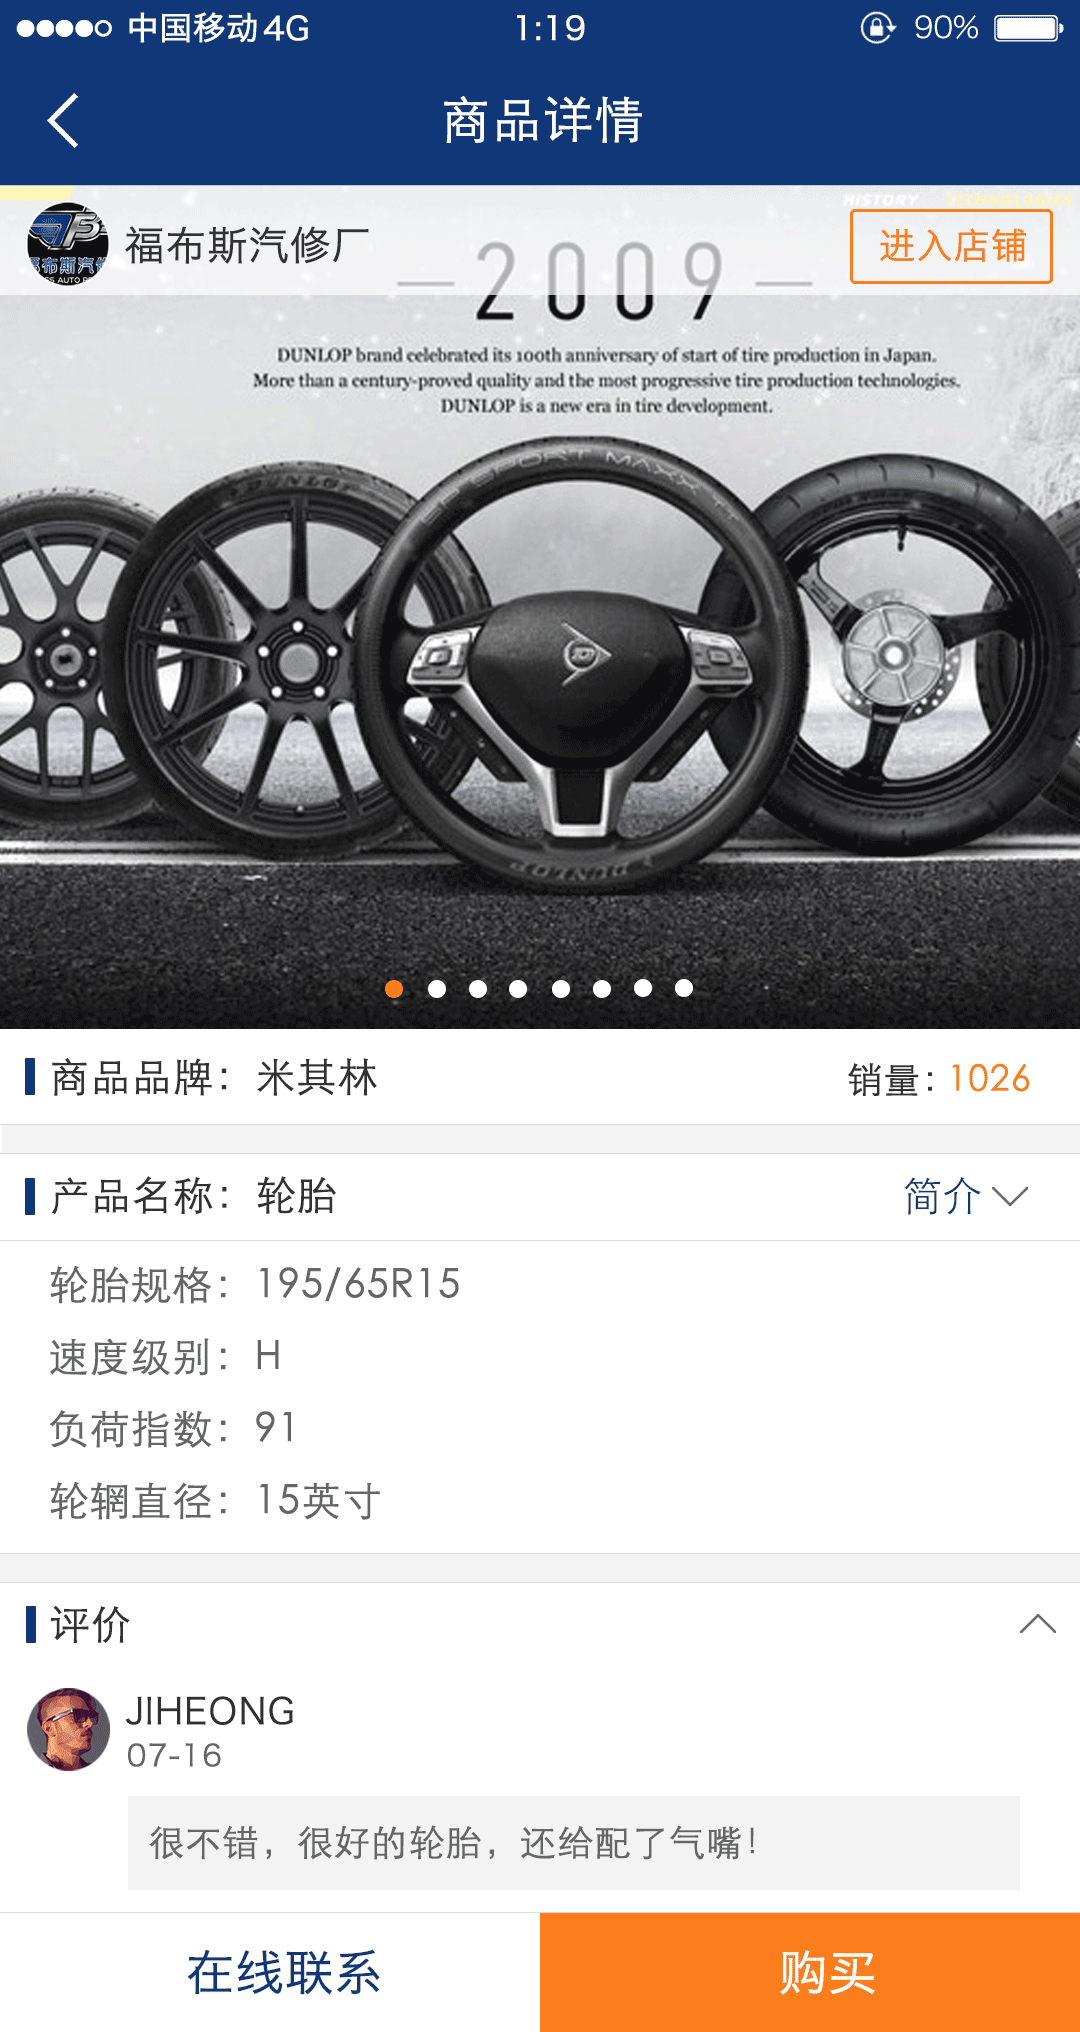 中国移动4G 1:19 90%
商品详情
HISTORY TECHNOLOGIES
福布斯汽修厂 进入店铺
2009
DUNLOP brand celebrated its 100th anniversary of start of tire production in Japan.
More than a century-proved quality and the most progressive tire production technologies.
DUNLOP is a new era in tire development.
SP SPORT MAXX TT
DUNLOP
DUNLOP
商品品牌：米其林 销量：1026
产品名称：轮胎 简介
轮胎规格：195/65R15
速度级别：H
负荷指数：91
轮辋直径：15英寸
评价
JIHEONG
07-16
很不错，很好的轮胎，还给配了气嘴！
在线联系 购买